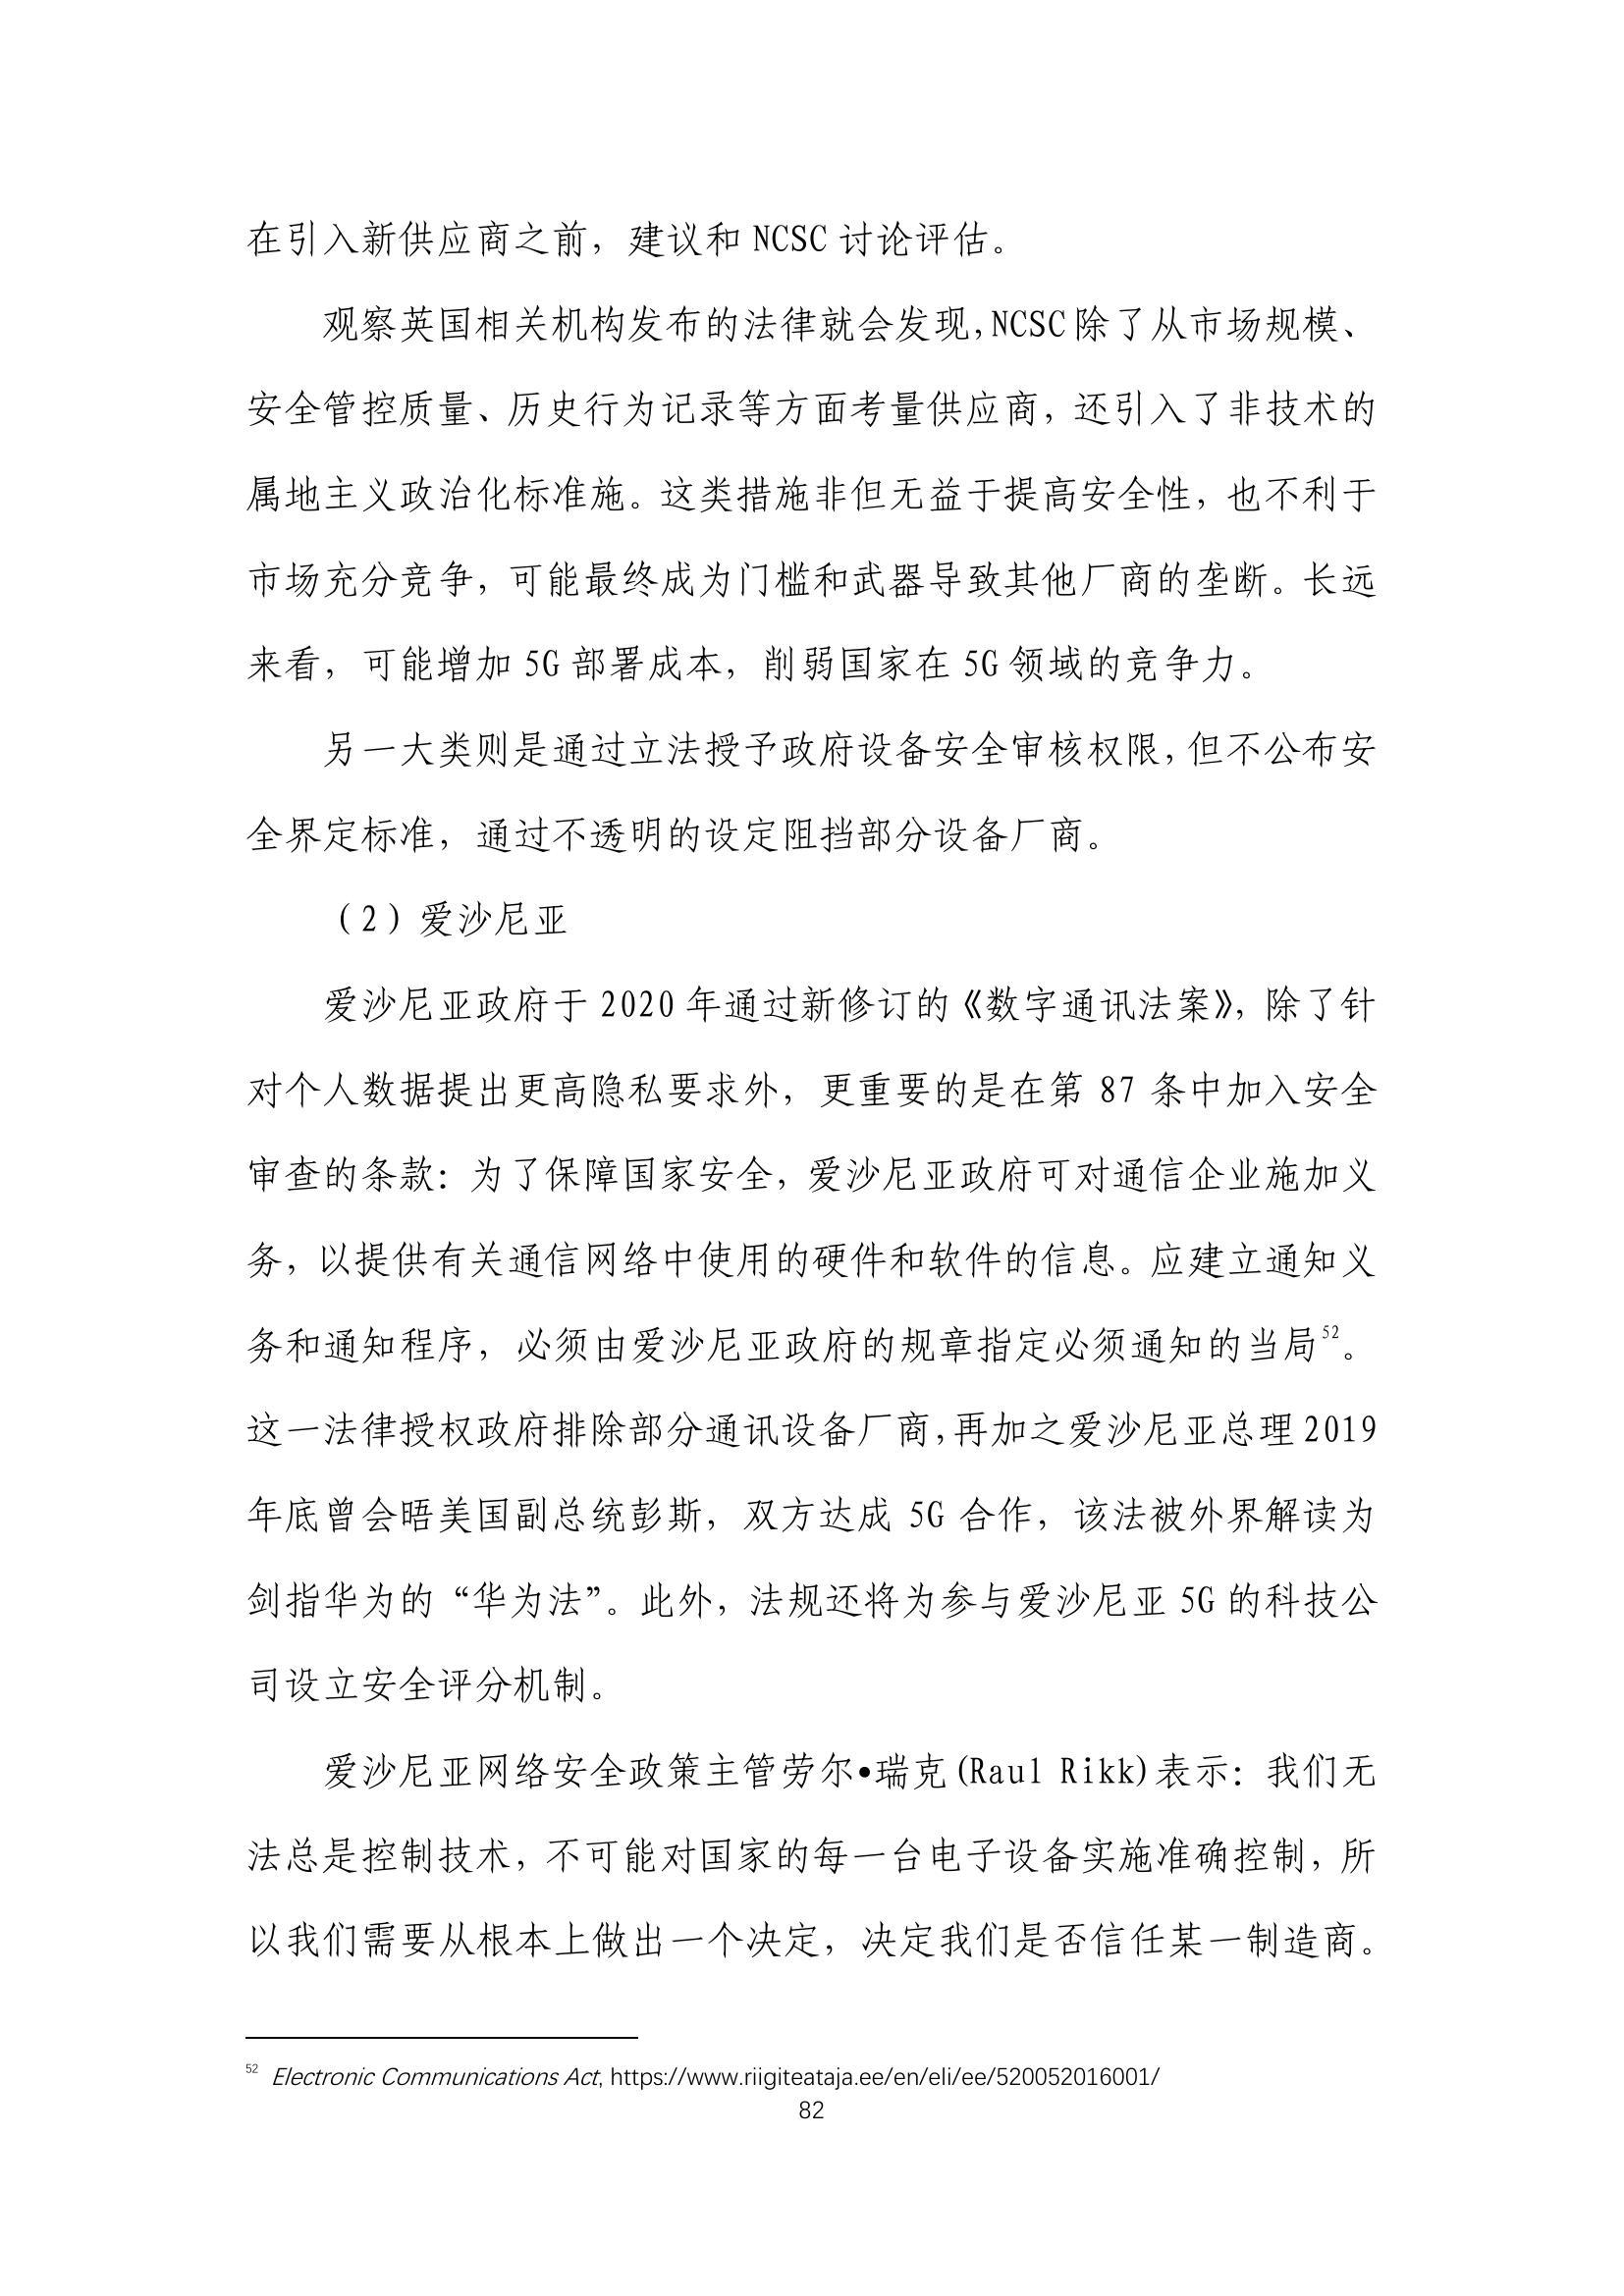 在引入新供应商之前，建议和 NCSC 讨论评估。
观察英国相关机构发布的法律就会发现，NCSC 除了从市场规模、
安全管控质量、历史行为记录等方面考量供应商，还引入了非技术的
属地主义政治化标准施。这类措施非但无益于提高安全性，也不利于
市场充分竞争，可能最终成为门槛和武器导致其他厂商的垄断。长远
来看，可能增加 5G 部署成本，削弱国家在 5G 领域的竞争力。
另一大类则是通过立法授予政府设备安全审核权限，但不公布安
全界定标准，通过不透明的设定阻挡部分设备厂商。
（2）爱沙尼亚
爱沙尼亚政府于 2020 年通过新修订的《数字通讯法案》，除了针
对个人数据提出更高隐私要求外，更重要的是在第 87 条中加入安全
审查的条款：为了保障国家安全，爱沙尼亚政府可对通信企业施加义
务，以提供有关通信网络中使用的硬件和软件的信息。应建立通知义
务和通知程序，必须由爱沙尼亚政府的规章指定必须通知的当局52。
这一法律授权政府排除部分通讯设备厂商，再加之爱沙尼亚总理 2019
年底曾会晤美国副总统彭斯，双方达成 5G 合作，该法被外界解读为
剑指华为的“华为法”。此外，法规还将为参与爱沙尼亚 5G 的科技公
司设立安全评分机制。
爱沙尼亚网络安全政策主管劳尔•瑞克(Raul Rikk)表示：我们无
法总是控制技术，不可能对国家的每一台电子设备实施准确控制，所
以我们需要从根本上做出一个决定，决定我们是否信任某一制造商。
52 Electronic Communications Act, https://www.riigiteataja.ee/en/eli/ee/520052016001/
82